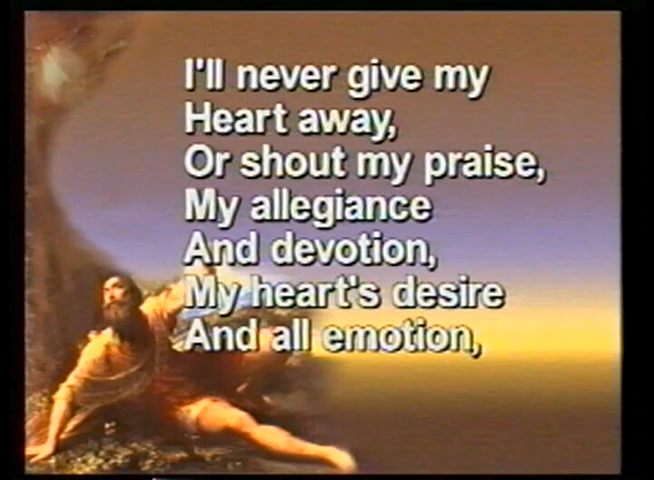 I'll never give my
Heart away,
Or shout my praise,
My allegiance
And devotion,
My heart's desire
And all emotion,